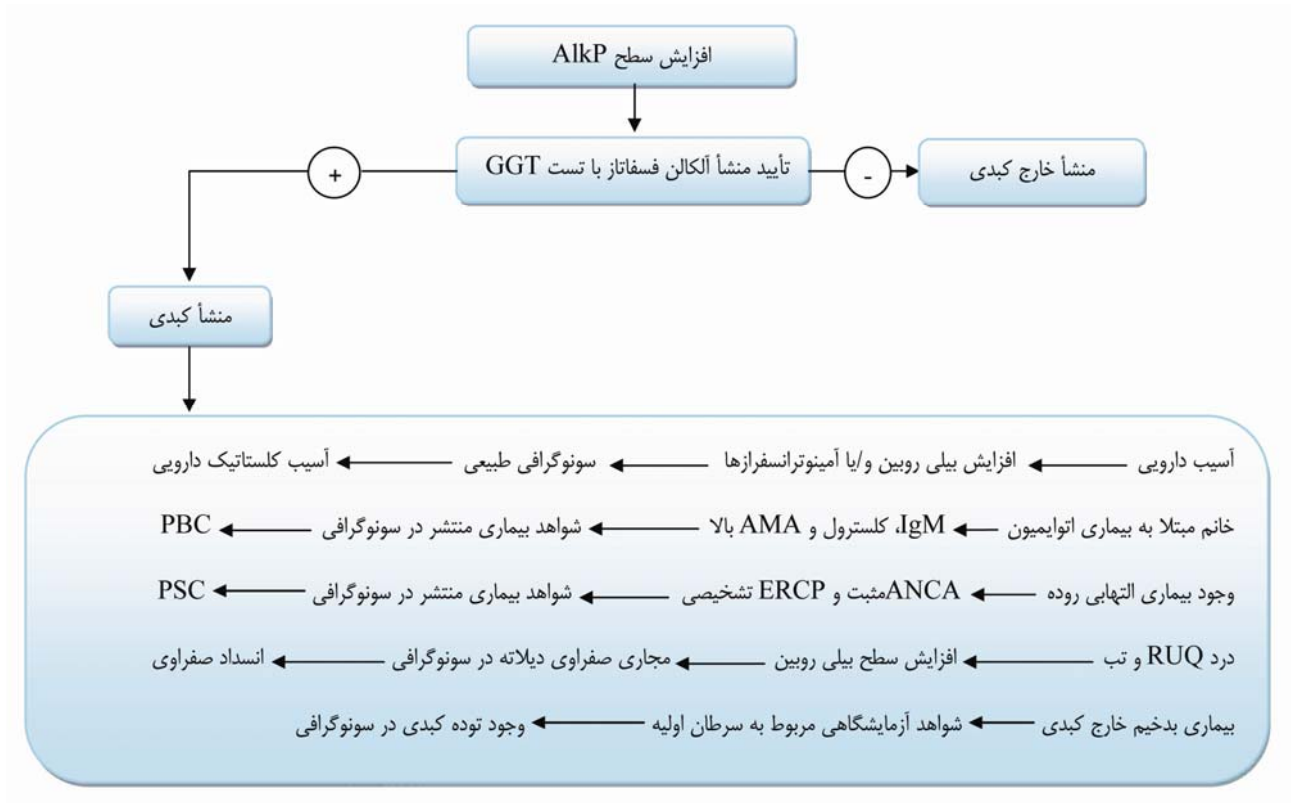 افزایش سطح AlkP
تأیید منشأ آلکالن فسفاتاز با تست GGT
-
منشأ خارج کبدی
+
منشأ کبدی
آسیب دارویی افزایش بیلی روبین و/یا آمینوترانسفرازها سونوگرافی طبیعی آسیب کلستاتیک دارویی
خانم مبتلا به بیماری اتوایمیون IgM، کلسترول و AMA بالا شواهد بیماری منتشر در سونوگرافی PBC
وجود بیماری التهابی روده ANCAمثبت و ERCP تشخیصی شواهد بیماری منتشر در سونوگرافی PSC
درد RUQ و تب افزایش سطح بیلی روبین مجاری صفراوی دیلاته در سونوگرافی انسداد صفراوی
بیماری بدخیم خارج کبدی شواهد آزمایشگاهی مربوط به سرطان اولیه وجود توده کبدی در سونوگرافی